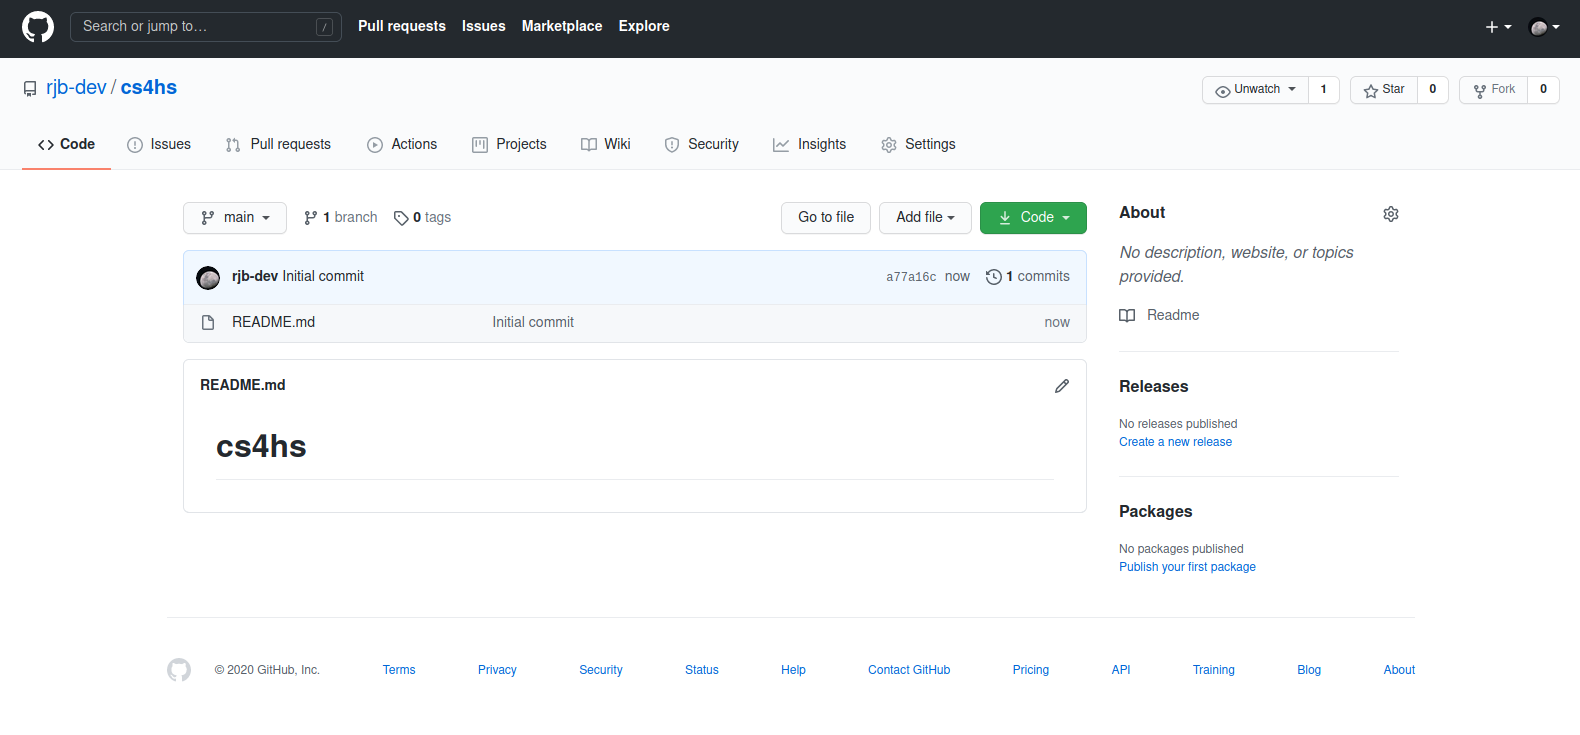 Search or jump to… /
Pull requests Issues Marketplace Explore
rjb-dev / cs4hs
Unwatch 1 Star 0 Fork 0
Code Issues Pull requests Actions Projects Wiki Security Insights Settings
main 1 branch 0 tags Go to file Add file Code
rjb-dev Initial commit a77a16c now 1 commits
README.md Initial commit now
README.md
cs4hs
About
No description, website, or topics
provided.
Readme
Releases
No releases published
Create a new release
Packages
No packages published
Publish your first package
© 2020 GitHub, Inc. Terms Privacy Security Status Help Contact GitHub Pricing API Training Blog About